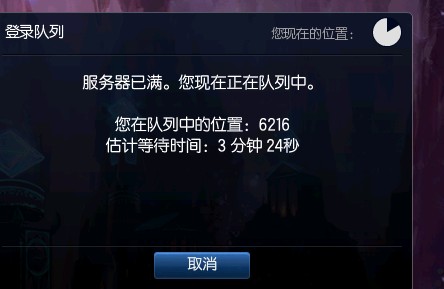 登录队列
您现在的位置：
服务器已满。您现在正在队列中。
您在队列中的位置：6216
估计等待时间：3 分钟 24秒
取消